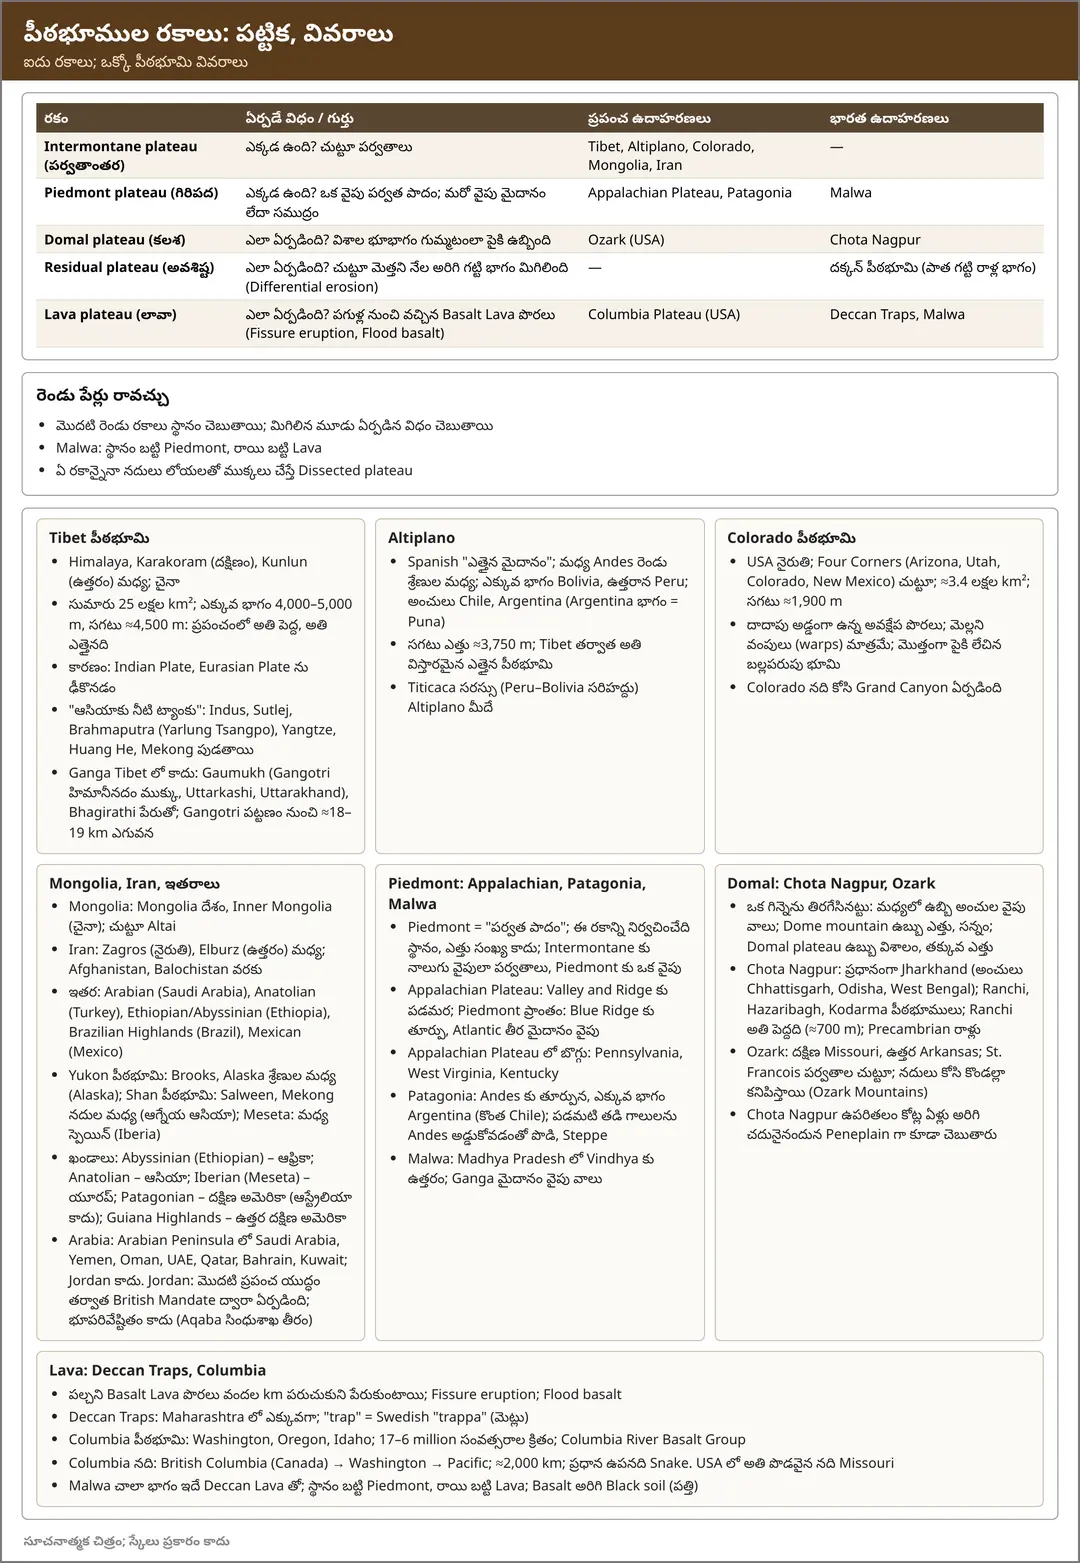 పీఠభూముల రకాలు: పట్టిక, వివరాలు
ఐదు రకాలు; ఒక్కో పీఠభూమి వివరాలు
రకం
ఏర్పడే విధం / గుర్తు
ప్రపంచ ఉదాహరణలు
భారత ఉదాహరణలు
Intermontane plateau
(పర్వతాంతర)
ఎక్కడ ఉంది? చుట్టూ పర్వతాలు
Tibet, Altiplano, Colorado,
Mongolia, Iran
—
Piedmont plateau (గిరిపద)
ఎక్కడ ఉంది? ఒక వైపు పర్వత పాదం; మరో వైపు మైదానం
లేదా సముద్రం
Appalachian Plateau, Patagonia
Malwa
Domal plateau (కలశ)
ఎలా ఏర్పడింది? విశాల భూభాగం గుమ్మటంలా పైకి ఉబ్బింది
Ozark (USA)
Chota Nagpur
Residual plateau (అవశిష్ట)
ఎలా ఏర్పడింది? చుట్టూ మెత్తని నేల అరిగి గట్టి భాగం మిగిలింది
(Differential erosion)
—
దక్కన్ పీఠభూమి (పాత గట్టి రాళ్ల భాగం)
Lava plateau (లావా)
ఎలా ఏర్పడింది? పగుళ్ల నుంచి వచ్చిన Basalt Lava పొరలు
(Fissure eruption, Flood basalt)
Columbia Plateau (USA)
Deccan Traps, Malwa
రెండు పేర్లు రావచ్చు
• మొదటి రెండు రకాలు స్థానం చెబుతాయి; మిగిలిన మూడు ఏర్పడిన విధం చెబుతాయి
• Malwa: స్థానం బట్టి Piedmont, రాయి బట్టి Lava
• ఏ రకాన్నైనా నదులు లోయలతో ముక్కలు చేస్తే Dissected plateau
Tibet పీఠభూమి
• Himalaya, Karakoram (దక్షిణం), Kunlun
(ఉత్తరం) మధ్య; చైనా
• సుమారు 25 లక్షల km²; ఎక్కువ భాగం 4,000–5,000
m, సగటు ≈4,500 m: ప్రపంచంలో అతి పెద్ద, అతి
ఎత్తైనది
• కారణం: Indian Plate, Eurasian Plate ను
ఢీకొనడం
• "ఆసియాకు నీటి ట్యాంకు": Indus, Sutlej,
Brahmaputra (Yarlung Tsangpo), Yangtze,
Huang He, Mekong పుడతాయి
• Ganga Tibet లో కాదు: Gaumukh (Gangotri
హిమానీనదం ముక్కు, Uttarkashi, Uttarakhand),
Bhagirathi పేరుతో; Gangotri పట్టణం నుంచి ≈18–
19 km ఎగువన
Altiplano
• Spanish "ఎత్తైన మైదానం"; మధ్య Andes రెండు
శ్రేణుల మధ్య; ఎక్కువ భాగం Bolivia, ఉత్తరాన Peru;
అంచులు Chile, Argentina (Argentina భాగం =
Puna)
• సగటు ఎత్తు ≈3,750 m; Tibet తర్వాత అతి
విస్తారమైన ఎత్తైన పీఠభూమి
• Titicaca సరస్సు (Peru–Bolivia సరిహద్దు)
Altiplano మీదే
Colorado పీఠభూమి
• USA నైరుతి; Four Corners (Arizona, Utah,
Colorado, New Mexico) చుట్టూ; ≈3.4 లక్షల km²;
సగటు ≈1,900 m
• దాదాపు అడ్డంగా ఉన్న అవక్షేప పొరలు; మెల్లని
వంపులు (warps) మాత్రమే; మొత్తంగా పైకి లేచిన
బల్లపరుపు భూమి
• Colorado నది కోసి Grand Canyon ఏర్పడింది
Mongolia, Iran, ఇతరాలు
• Mongolia: Mongolia దేశం, Inner Mongolia
(చైనా); చుట్టూ Altai
• Iran: Zagros (నైరుతి), Elburz (ఉత్తరం) మధ్య;
Afghanistan, Balochistan వరకు
• ఇతర: Arabian (Saudi Arabia), Anatolian
(Turkey), Ethiopian/Abyssinian (Ethiopia),
Brazilian Highlands (Brazil), Mexican
(Mexico)
• Yukon పీఠభూమి: Brooks, Alaska శ్రేణుల మధ్య
(Alaska); Shan పీఠభూమి: Salween, Mekong
నదుల మధ్య (ఆగ్నేయ ఆసియా); Meseta: మధ్య
స్పెయిన్ (Iberia)
• ఖండాలు: Abyssinian (Ethiopian) – ఆఫ్రికా;
Anatolian – ఆసియా; Iberian (Meseta) –
యూరప్; Patagonian – దక్షిణ అమెరికా (ఆస్ట్రేలియా
కాదు); Guiana Highlands – ఉత్తర దక్షిణ అమెరికా
• Arabia: Arabian Peninsula లో Saudi Arabia,
Yemen, Oman, UAE, Qatar, Bahrain, Kuwait;
Jordan కాదు. Jordan: మొదటి ప్రపంచ యుద్ధం
తర్వాత British Mandate ద్వారా ఏర్పడింది;
భూపరివేష్టితం కాదు (Aqaba సింధుశాఖ తీరం)
Piedmont: Appalachian, Patagonia,
Malwa
• Piedmont = "పర్వత పాదం"; ఈ రకాన్ని నిర్వచించేది
స్థానం, ఎత్తు సంఖ్య కాదు; Intermontane కు
నాలుగు వైపులా పర్వతాలు, Piedmont కు ఒక వైపు
• Appalachian Plateau: Valley and Ridge కు
పడమర; Piedmont ప్రాంతం: Blue Ridge కు
తూర్పు, Atlantic తీర మైదానం వైపు
• Appalachian Plateau లో బొగ్గు: Pennsylvania,
West Virginia, Kentucky
• Patagonia: Andes కు తూర్పున, ఎక్కువ భాగం
Argentina (కొంత Chile); పడమటి తడి గాలులను
Andes అడ్డుకోవడంతో పొడి, Steppe
• Malwa: Madhya Pradesh లో Vindhya కు
ఉత్తరం; Ganga మైదానం వైపు వాలు
Domal: Chota Nagpur, Ozark
• ఒక గిన్నెను తిరగేసినట్టు: మధ్యలో ఉబ్బి అంచుల వైపు
వాలు; Dome mountain ఉబ్బు ఎత్తు, సన్నం;
Domal plateau ఉబ్బు విశాలం, తక్కువ ఎత్తు
• Chota Nagpur: ప్రధానంగా Jharkhand (అంచులు
Chhattisgarh, Odisha, West Bengal); Ranchi,
Hazaribagh, Kodarma పీఠభూములు; Ranchi
అతి పెద్దది (≈700 m); Precambrian రాళ్లు
• Ozark: దక్షిణ Missouri, ఉత్తర Arkansas; St.
Francois పర్వతాల చుట్టూ; నదులు కోసి కొండల్లా
కనిపిస్తాయి (Ozark Mountains)
• Chota Nagpur ఉపరితలం కోట్ల ఏళ్లు అరిగి
చదునైనందున Peneplain గా కూడా చెబుతారు
Lava: Deccan Traps, Columbia
• పల్చని Basalt Lava పొరలు వందల km పరుచుకుని పేరుకుంటాయి; Fissure eruption; Flood basalt
• Deccan Traps: Maharashtra లో ఎక్కువగా; "trap" = Swedish "trappa" (మెట్లు)
• Columbia పీఠభూమి: Washington, Oregon, Idaho; 17–6 million సంవత్సరాల క్రితం; Columbia River Basalt Group
• Columbia నది: British Columbia (Canada) → Washington → Pacific; ≈2,000 km; ప్రధాన ఉపనది Snake. USA లో అతి పొడవైన నది Missouri
• Malwa చాలా భాగం ఇదే Deccan Lava తో; స్థానం బట్టి Piedmont, రాయి బట్టి Lava; Basalt అరిగి Black soil (పత్తి)
సూచనాత్మక చిత్రం; స్కేలు ప్రకారం కాదు